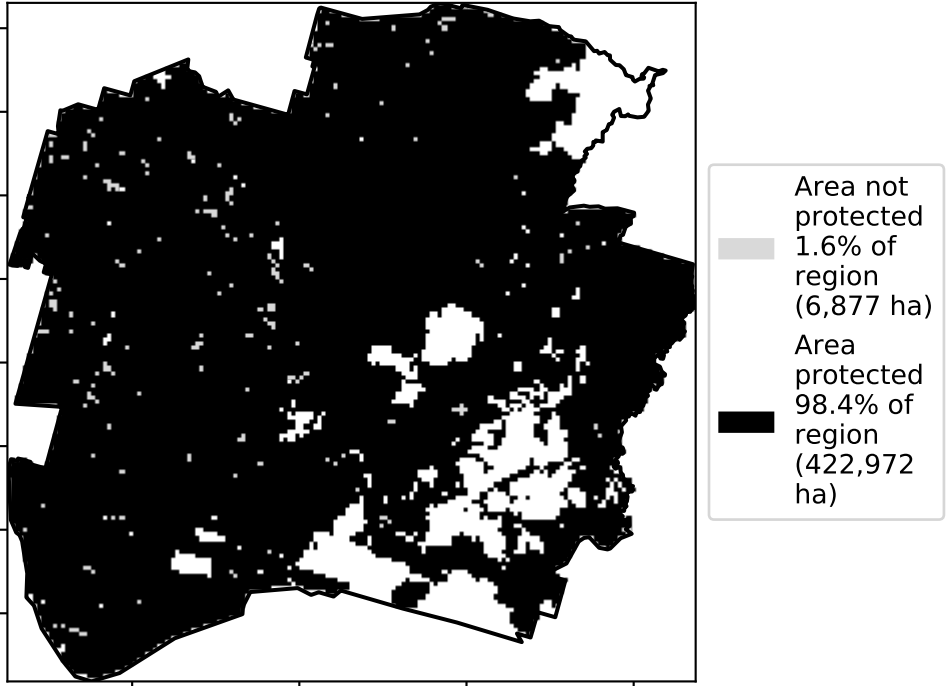 Area not
protected
1.6% of
region
(6,877 ha)
Area
protected
98.4% of
region
(422,972
ha)